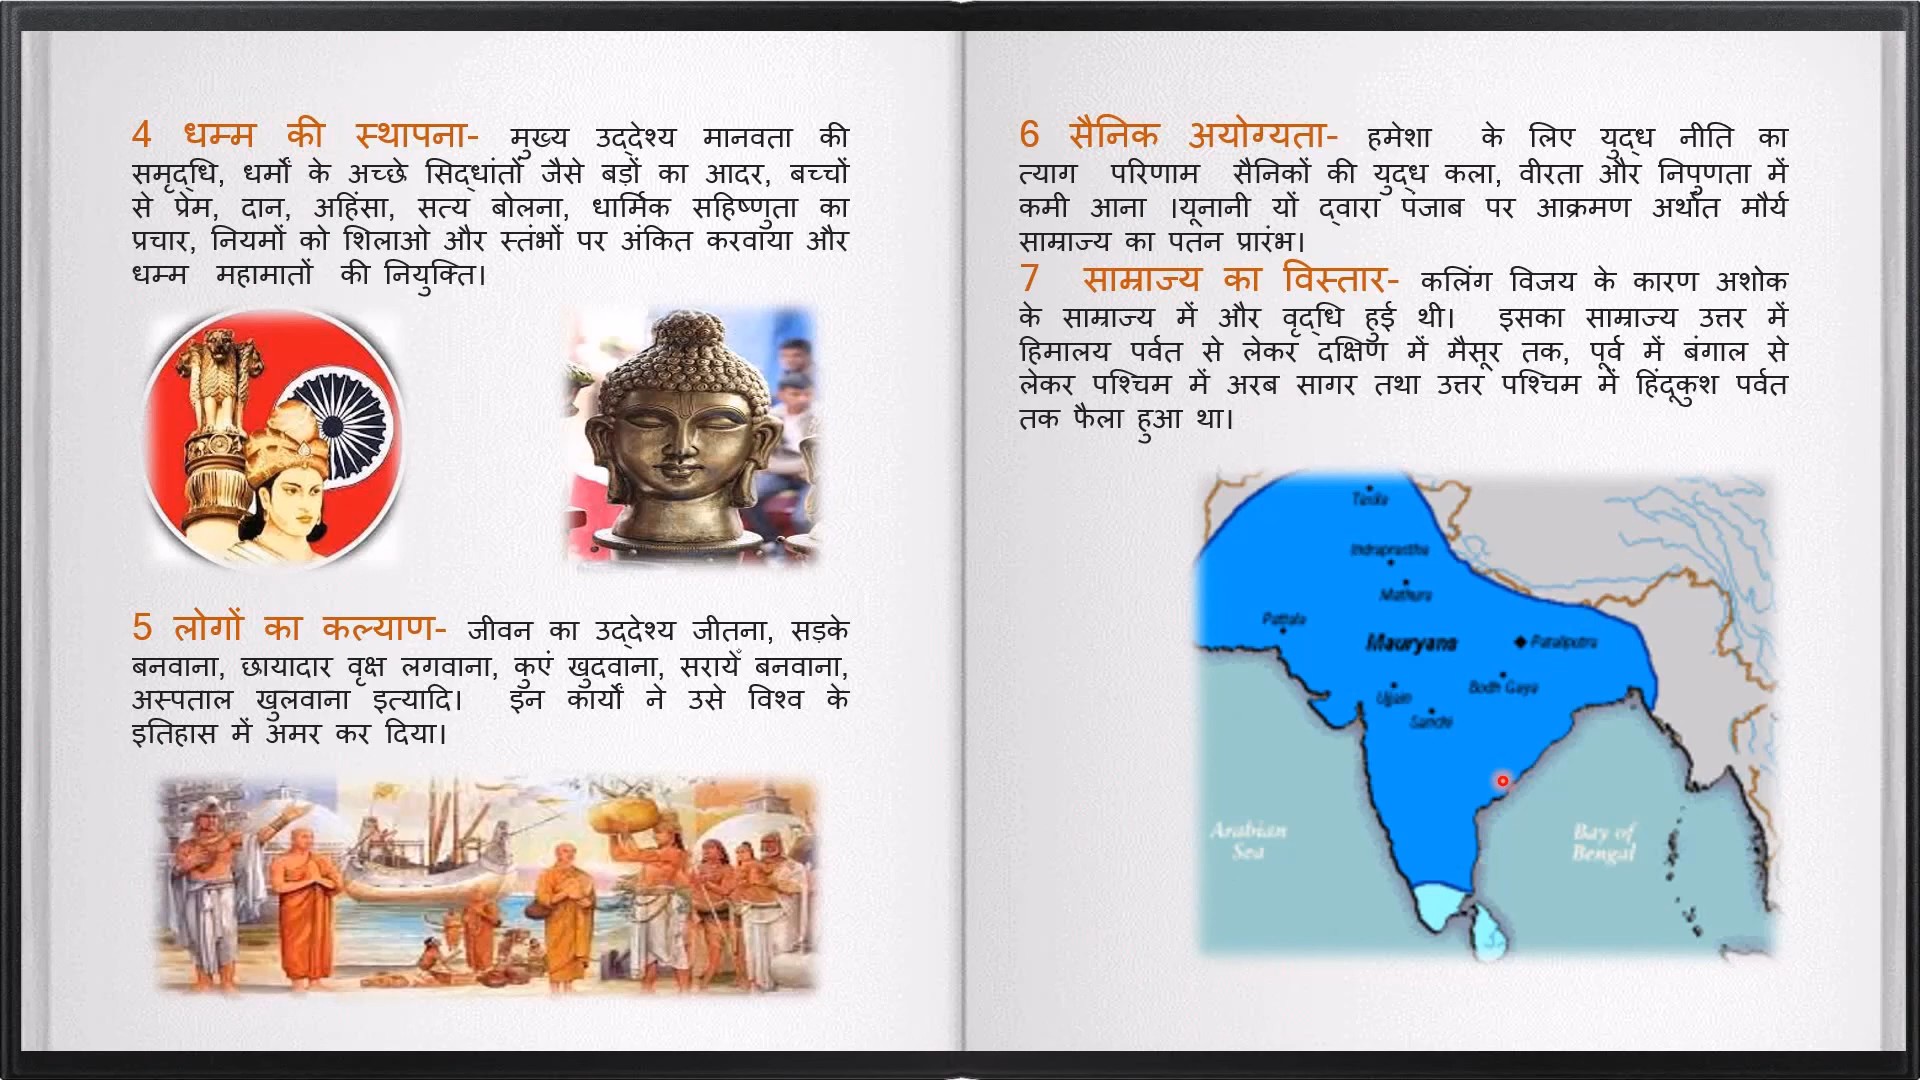 4 धम्म की स्थापना- मुख्य उद्देश्य मानवता की
समृद्धि, धर्मों के अच्छे सिद्धांतों जैसे बड़ों का आदर, बच्चों
से प्रेम, दान, अहिंसा, सत्य बोलना, धार्मिक सहिष्णुता का
प्रचार, नियमों को शिलाओ और स्तंभों पर अंकित करवाया और
धम्म महामातों की नियुक्ति।
5 लोगों का कल्याण- जीवन का उद्देश्य जीतना, सड़के
बनवाना, छायादार वृक्ष लगवाना, कुएं खुदवाना, सरायेँ बनवाना,
अस्पताल खुलवाना इत्यादि। इन कार्यों ने उसे विश्व के
इतिहास में अमर कर दिया।
6 सैनिक अयोग्यता- हमेशा के लिए युद्ध नीति का
त्याग परिणाम सैनिकों की युद्ध कला, वीरता और निपुणता में
कमी आना ।यूनानी यों द्वारा पंजाब पर आक्रमण अर्थात मौर्य
साम्राज्य का पतन प्रारंभ।
7 साम्राज्य का विस्तार- कलिंग विजय के कारण अशोक
के साम्राज्य में और वृद्धि हुई थी। इसका साम्राज्य उत्तर में
हिमालय पर्वत से लेकर दक्षिण में मैसूर तक, पूर्व में बंगाल से
लेकर पश्चिम में अरब सागर तथा उत्तर पश्चिम में हिंदूकुश पर्वत
तक फैला हुआ था।
Taxila
Indraprastha
Mathura
Pattala
Mauryans
Pataliputra
Ujjain
Bodh Gaya
Sanchi
Arabian
Sea
Bay of
Bengal